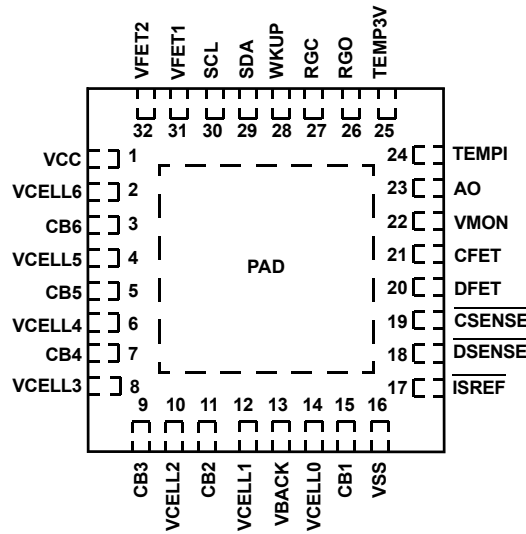 VFET2
VFET1
SCL
SDA
WKUP
RGC
RGO
TEMP3V
32 31 30 29 28 27 26 25
VCC 1
VCELL6 2
CB6 3
VCELL5 4
CB5 5
VCELL4 6
CB4 7
VCELL3 8
PAD
24 TEMPI
23 AO
22 VMON
21 CFET
20 DFET
19 CSENSE
18 DSENSE
17 ISREF
9 10 11 12 13 14 15 16
CB3
VCELL2
CB2
VCELL1
VBACK
VCELL0
CB1
VSS